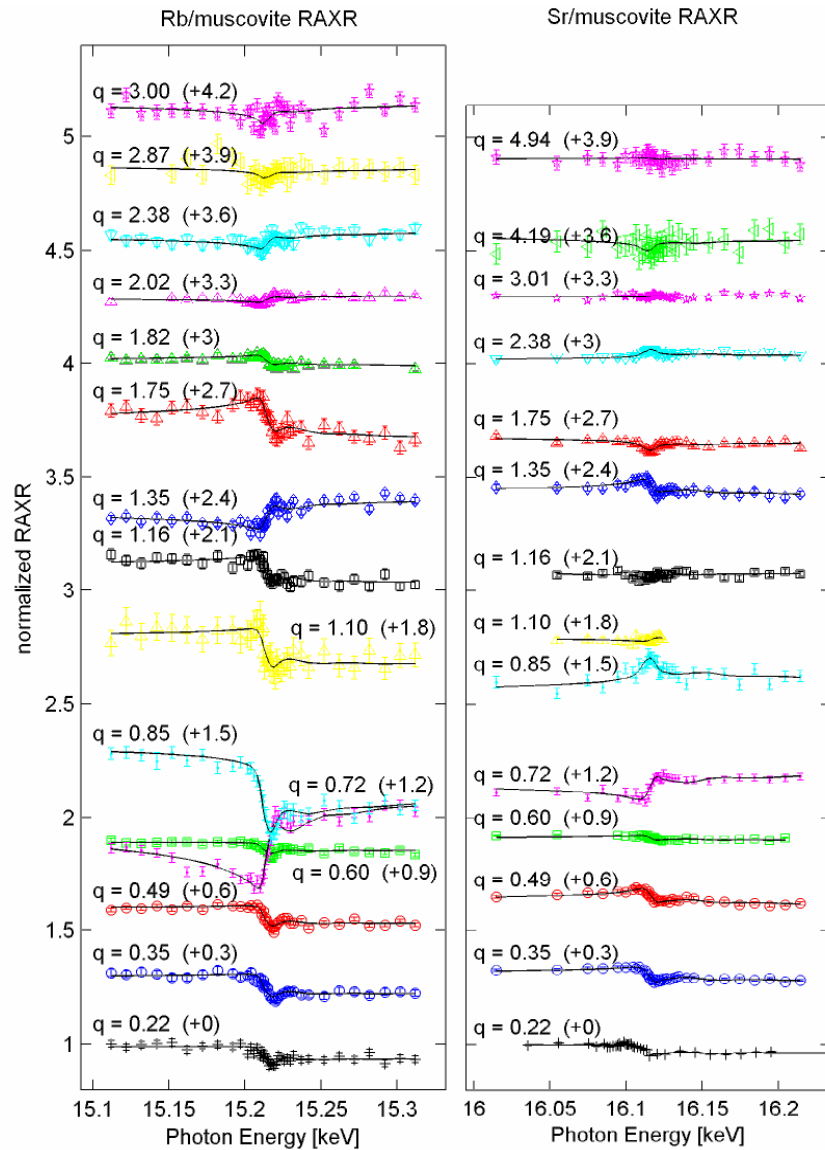 Rb/muscovite RAXR
Sr/muscovite RAXR
normalized RAXR
5
4.5
4
3.5
3
2.5
2
1.5
1
q = 3.00 (+4.2)
q = 2.87 (+3.9)
q = 2.38 (+3.6)
q = 2.02 (+3.3)
q = 1.82 (+3)
q = 1.75 (+2.7)
q = 1.35 (+2.4)
q = 1.16 (+2.1)
q = 1.10 (+1.8)
q = 0.85 (+1.5)
q = 0.72 (+1.2)
q = 0.60 (+0.9)
q = 0.49 (+0.6)
q = 0.35 (+0.3)
q = 0.22 (+0)
15.1 15.15 15.2 15.25 15.3
Photon Energy [keV]
q = 4.94 (+3.9)
q = 4.19 (+3.6)
q = 3.01 (+3.3)
q = 2.38 (+3)
q = 1.75 (+2.7)
q = 1.35 (+2.4)
q = 1.16 (+2.1)
q = 1.10 (+1.8)
q = 0.85 (+1.5)
q = 0.72 (+1.2)
q = 0.60 (+0.9)
q = 0.49 (+0.6)
q = 0.35 (+0.3)
q = 0.22 (+0)
16 16.05 16.1 16.15 16.2
Photon Energy [keV]